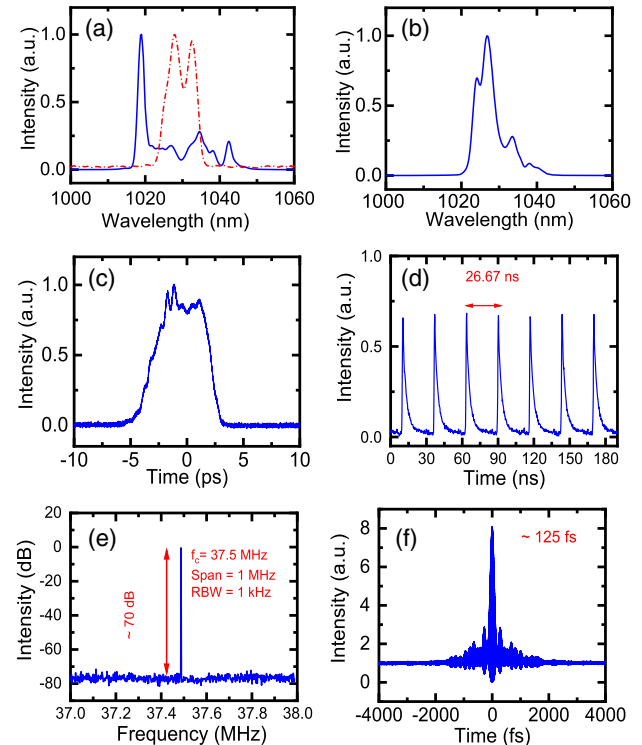 (a)
Intensity (a.u.)
1.0
0.5
0.0
1000 1020 1040 1060
Wavelength (nm)
(b)
Intensity (a.u.)
1.0
0.5
0.0
1000 1020 1040 1060
Wavelength (nm)
(c)
Intensity (a.u.)
1.0
0.5
0.0
-10 -5 0 5 10
Time (ps)
(d)
26.67 ns
Intensity (a.u.)
1.0
0.5
0.0
0 30 60 90 120 150 180
Time (ns)
(e)
f_c= 37.5 MHz
Span = 1 MHz
RBW = 1 kHz
~ 70 dB
Intensity (dB)
20
0
-20
-40
-60
-80
37.0 37.2 37.4 37.6 37.8 38.0
Frequency (MHz)
(f)
~ 125 fs
Intensity (a.u.)
8
6
4
2
0
-4000 -2000 0 2000 4000
Time (fs)